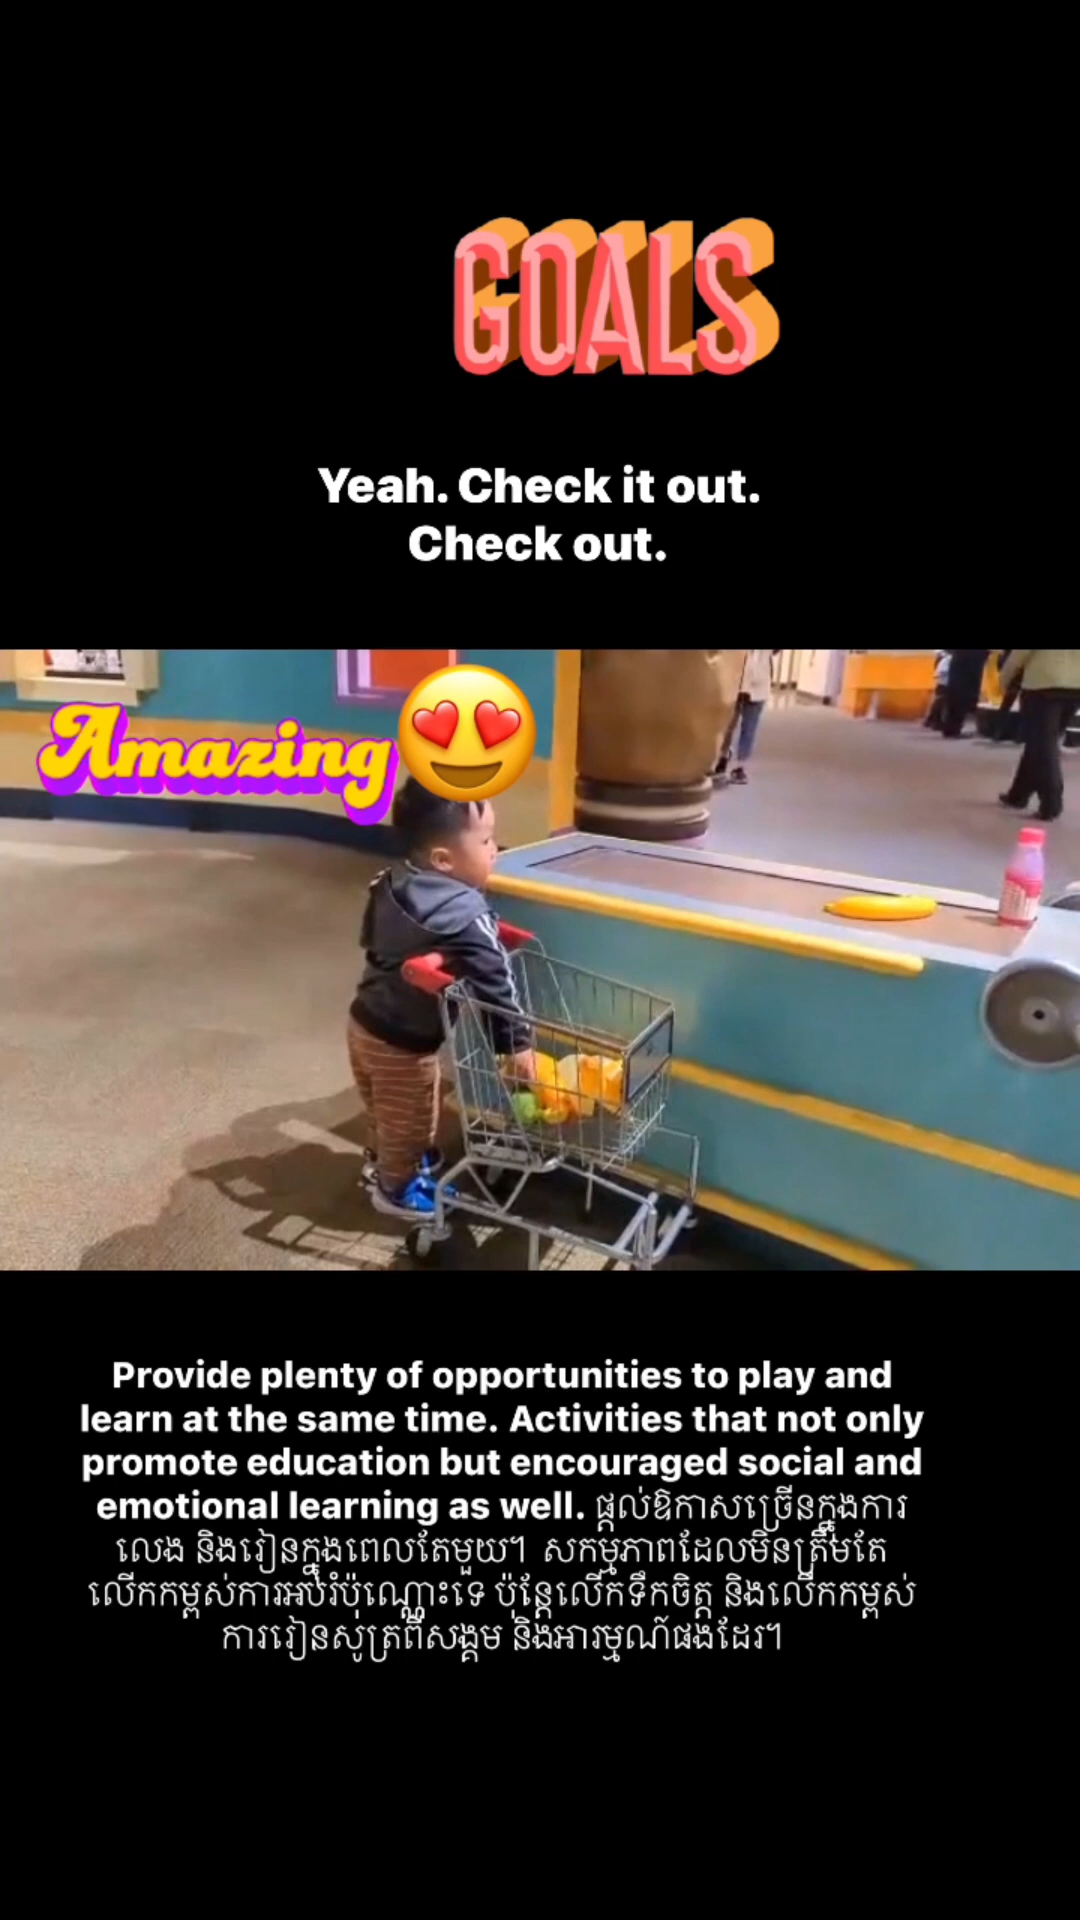 GOALS
Yeah. Check it out.
Check out.
Amazing
Provide plenty of opportunities to play and
learn at the same time. Activities that not only
promote education but encouraged social and
emotional learning as well. ផ្តល់ឱកាសច្រើនក្នុងការ
លេង និងរៀនក្នុងពេលតែមួយ។ សកម្មភាពដែលមិនត្រឹមតែ
លើកកម្ពស់ការអប់រំប៉ុណ្ណោះទេ ប៉ុន្តែលើកទឹកចិត្ត និងលើកកម្ពស់
ការរៀនសូត្រពីសង្គម និងអារម្មណ៍ផងដែរ។